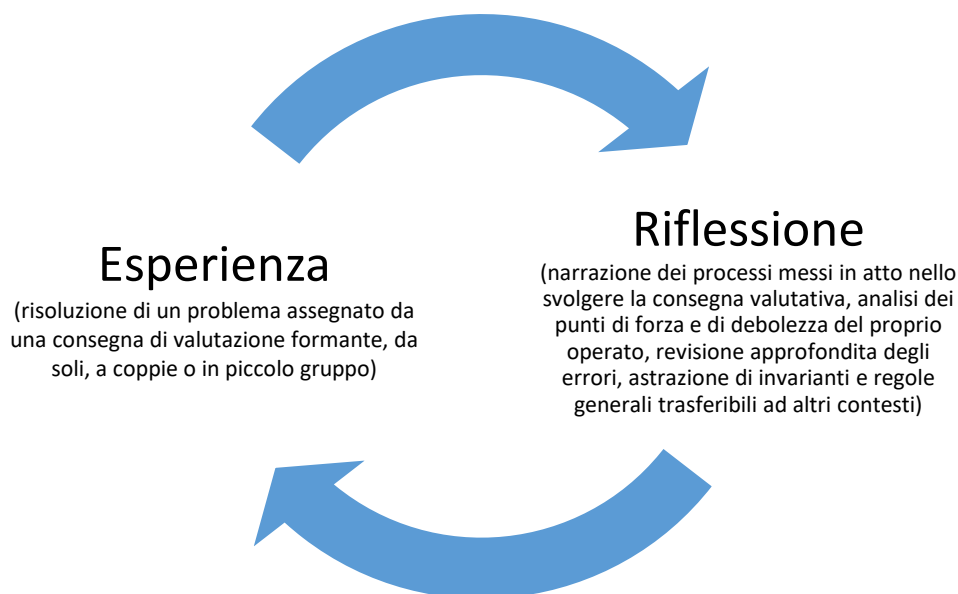 Esperienza
(risoluzione di un problema assegnato da
una consegna di valutazione formante, da
soli, a coppie o in piccolo gruppo)
Riflessione
(narrazione dei processi messi in atto nello
svolgere la consegna valutativa, analisi dei
punti di forza e di debolezza del proprio
operato, revisione approfondita degli
errori, astrazione di invarianti e regole
generali trasferibili ad altri contesti)